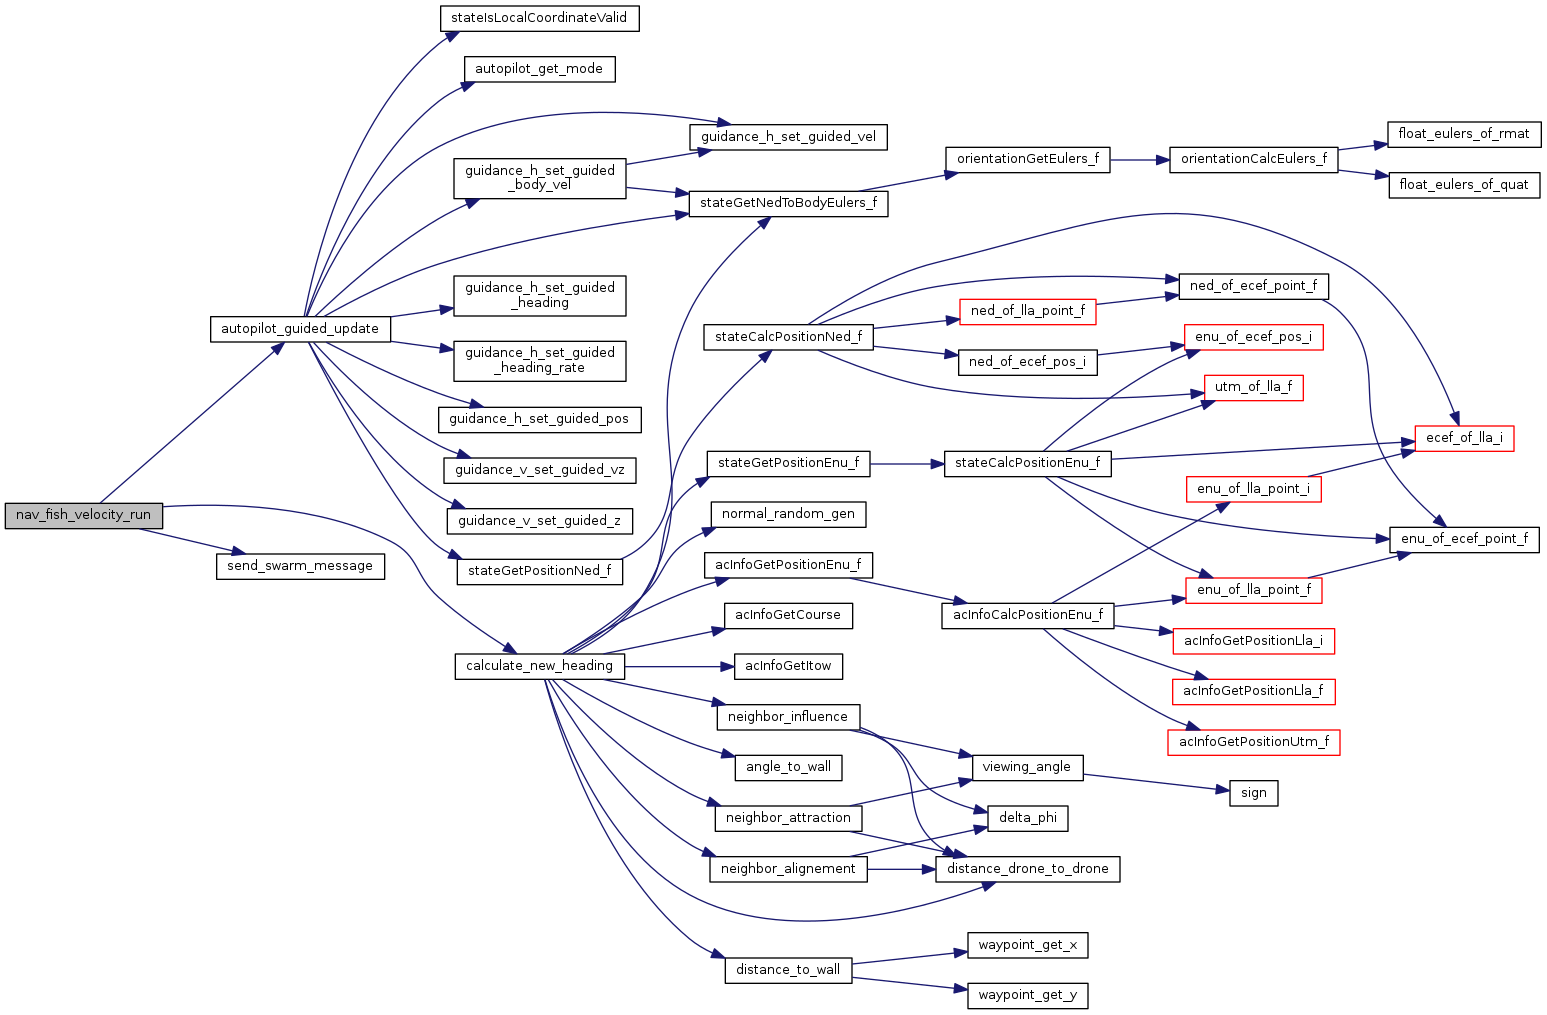 stateIsLocalCoordinateValid
autopilot_get_mode
guidance_h_set_guided_vel
float_eulers_of_rmat
orientationGetEulers_f
orientationCalcEulers_f
guidance_h_set_guided
_body_vel
float_eulers_of_quat
stateGetNedToBodyEulers_f
guidance_h_set_guided
_heading
ned_of_ecef_point_f
ned_of_lla_point_f
autopilot_guided_update
stateCalcPositionNed_f
enu_of_ecef_pos_i
guidance_h_set_guided
_heading_rate
ned_of_ecef_pos_i
utm_of_lla_f
guidance_h_set_guided_pos
ecef_of_lla_i
guidance_v_set_guided_vz
stateGetPositionEnu_f
stateCalcPositionEnu_f
enu_of_lla_point_i
nav_fish_velocity_run
guidance_v_set_guided_z
normal_random_gen
enu_of_ecef_point_f
send_swarm_message
stateGetPositionNed_f
acInfoGetPositionEnu_f
enu_of_lla_point_f
acInfoGetCourse
acInfoCalcPositionEnu_f
acInfoGetPositionLla_i
calculate_new_heading
acInfoGetItow
acInfoGetPositionLla_f
neighbor_influence
acInfoGetPositionUtm_f
angle_to_wall
viewing_angle
sign
neighbor_attraction
delta_phi
neighbor_alignement
distance_drone_to_drone
waypoint_get_x
distance_to_wall
waypoint_get_y